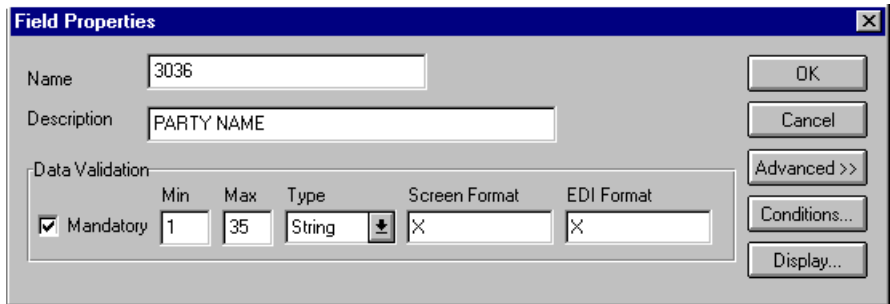 Field Properties
Name
3036
OK
Description
PARTY NAME
Cancel
Data Validation
Advanced >>
Min Max Type Screen Format EDI Format
Mandatory 1 35 String X X
Conditions...
Display...